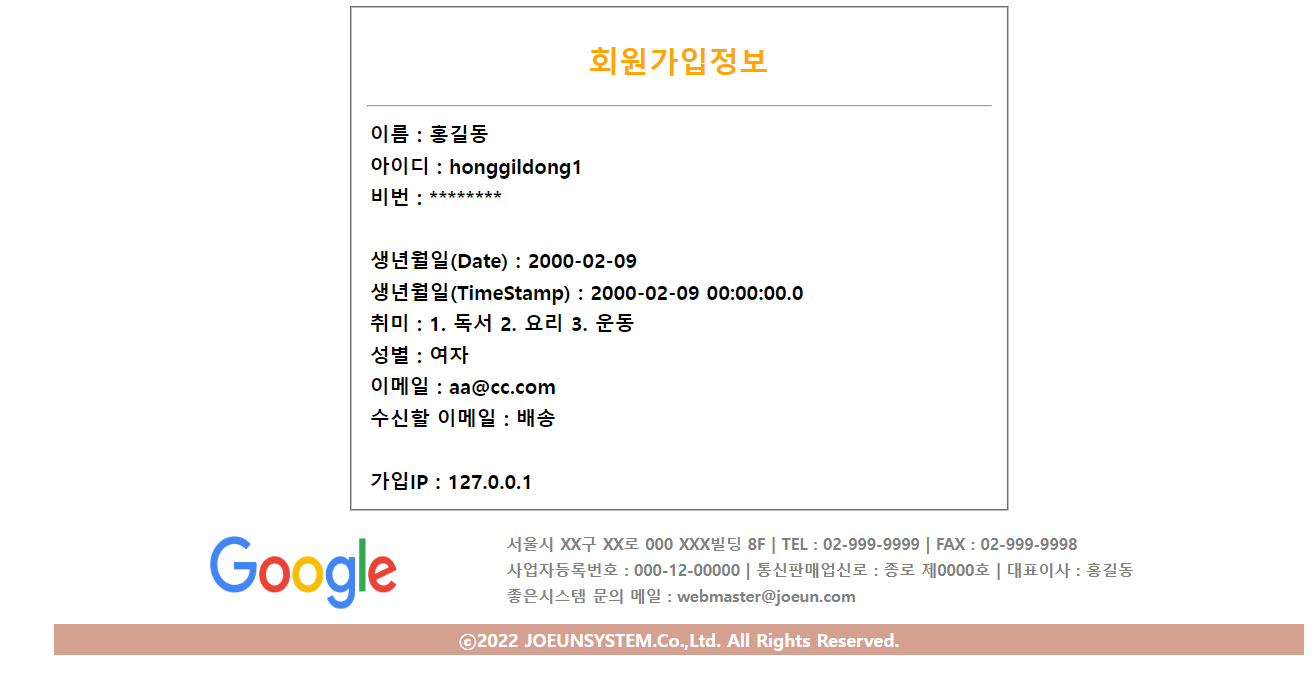 회원가입정보
이름 : 홍길동
아이디 : honggildong1
비번 : ********
생년월일(Date) : 2000-02-09
생년월일(TimeStamp) : 2000-02-09 00:00:00.0
취미 : 1. 독서 2. 요리 3. 운동
성별 : 여자
이메일 : aa@cc.com
수신할 이메일 : 배송
가입IP : 127.0.0.1
Google
서울시 XX구 XX로 000 XXX빌딩 8F | TEL : 02-999-9999 | FAX : 02-999-9998
사업자등록번호 : 000-12-00000 | 통신판매업신로 : 종로 제0000호 | 대표이사 : 홍길동
좋은시스템 문의 메일 : webmaster@joeun.com
©2022 JOEUNSYSTEM.Co.,Ltd. All Rights Reserved.